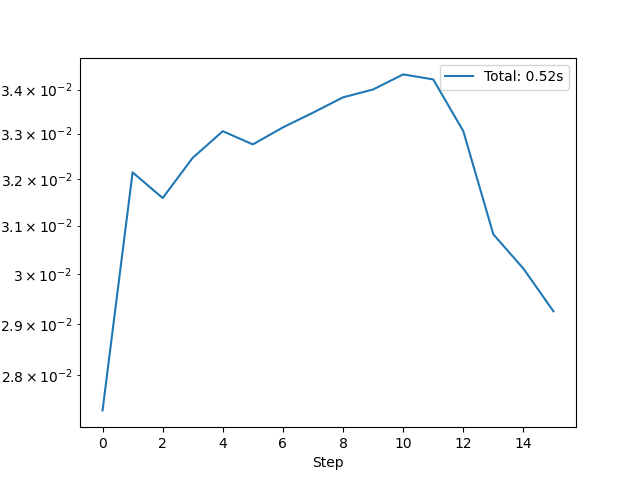 Total: 0.52s
3.4 × 10⁻²
3.3 × 10⁻²
3.2 × 10⁻²
3.1 × 10⁻²
3 × 10⁻²
2.9 × 10⁻²
2.8 × 10⁻²
0 2 4 6 8 10 12 14
Step